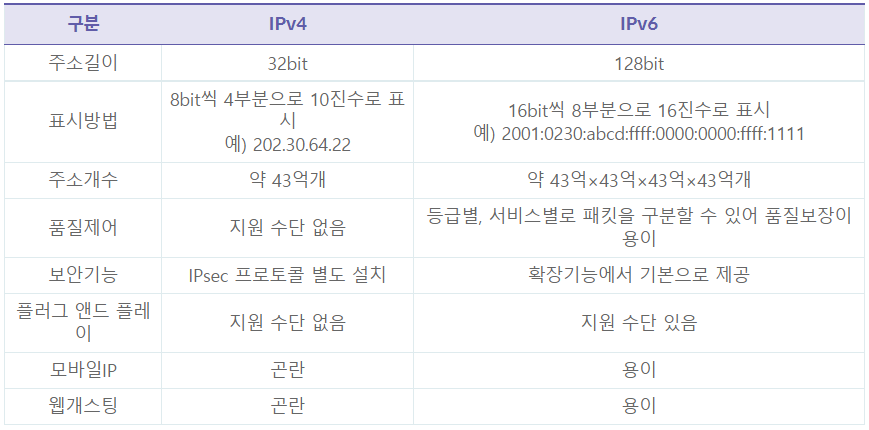 구분 IPv4 IPv6
주소길이 32bit 128bit
표시방법
8bit씩 4부분으로 10진수로 표
시
예) 202.30.64.22
16bit씩 8부분으로 16진수로 표시
예) 2001:0230:abcd:ffff:0000:0000:ffff:1111
주소개수 약 43억개 약 43억×43억×43억×43억개
품질제어 지원 수단 없음
등급별, 서비스별로 패킷을 구분할 수 있어 품질보장이
용이
보안기능 IPsec 프로토콜 별도 설치 확장기능에서 기본으로 제공
플러그 앤드 플레
이
지원 수단 없음 지원 수단 있음
모바일IP 곤란 용이
웹캐스팅 곤란 용이